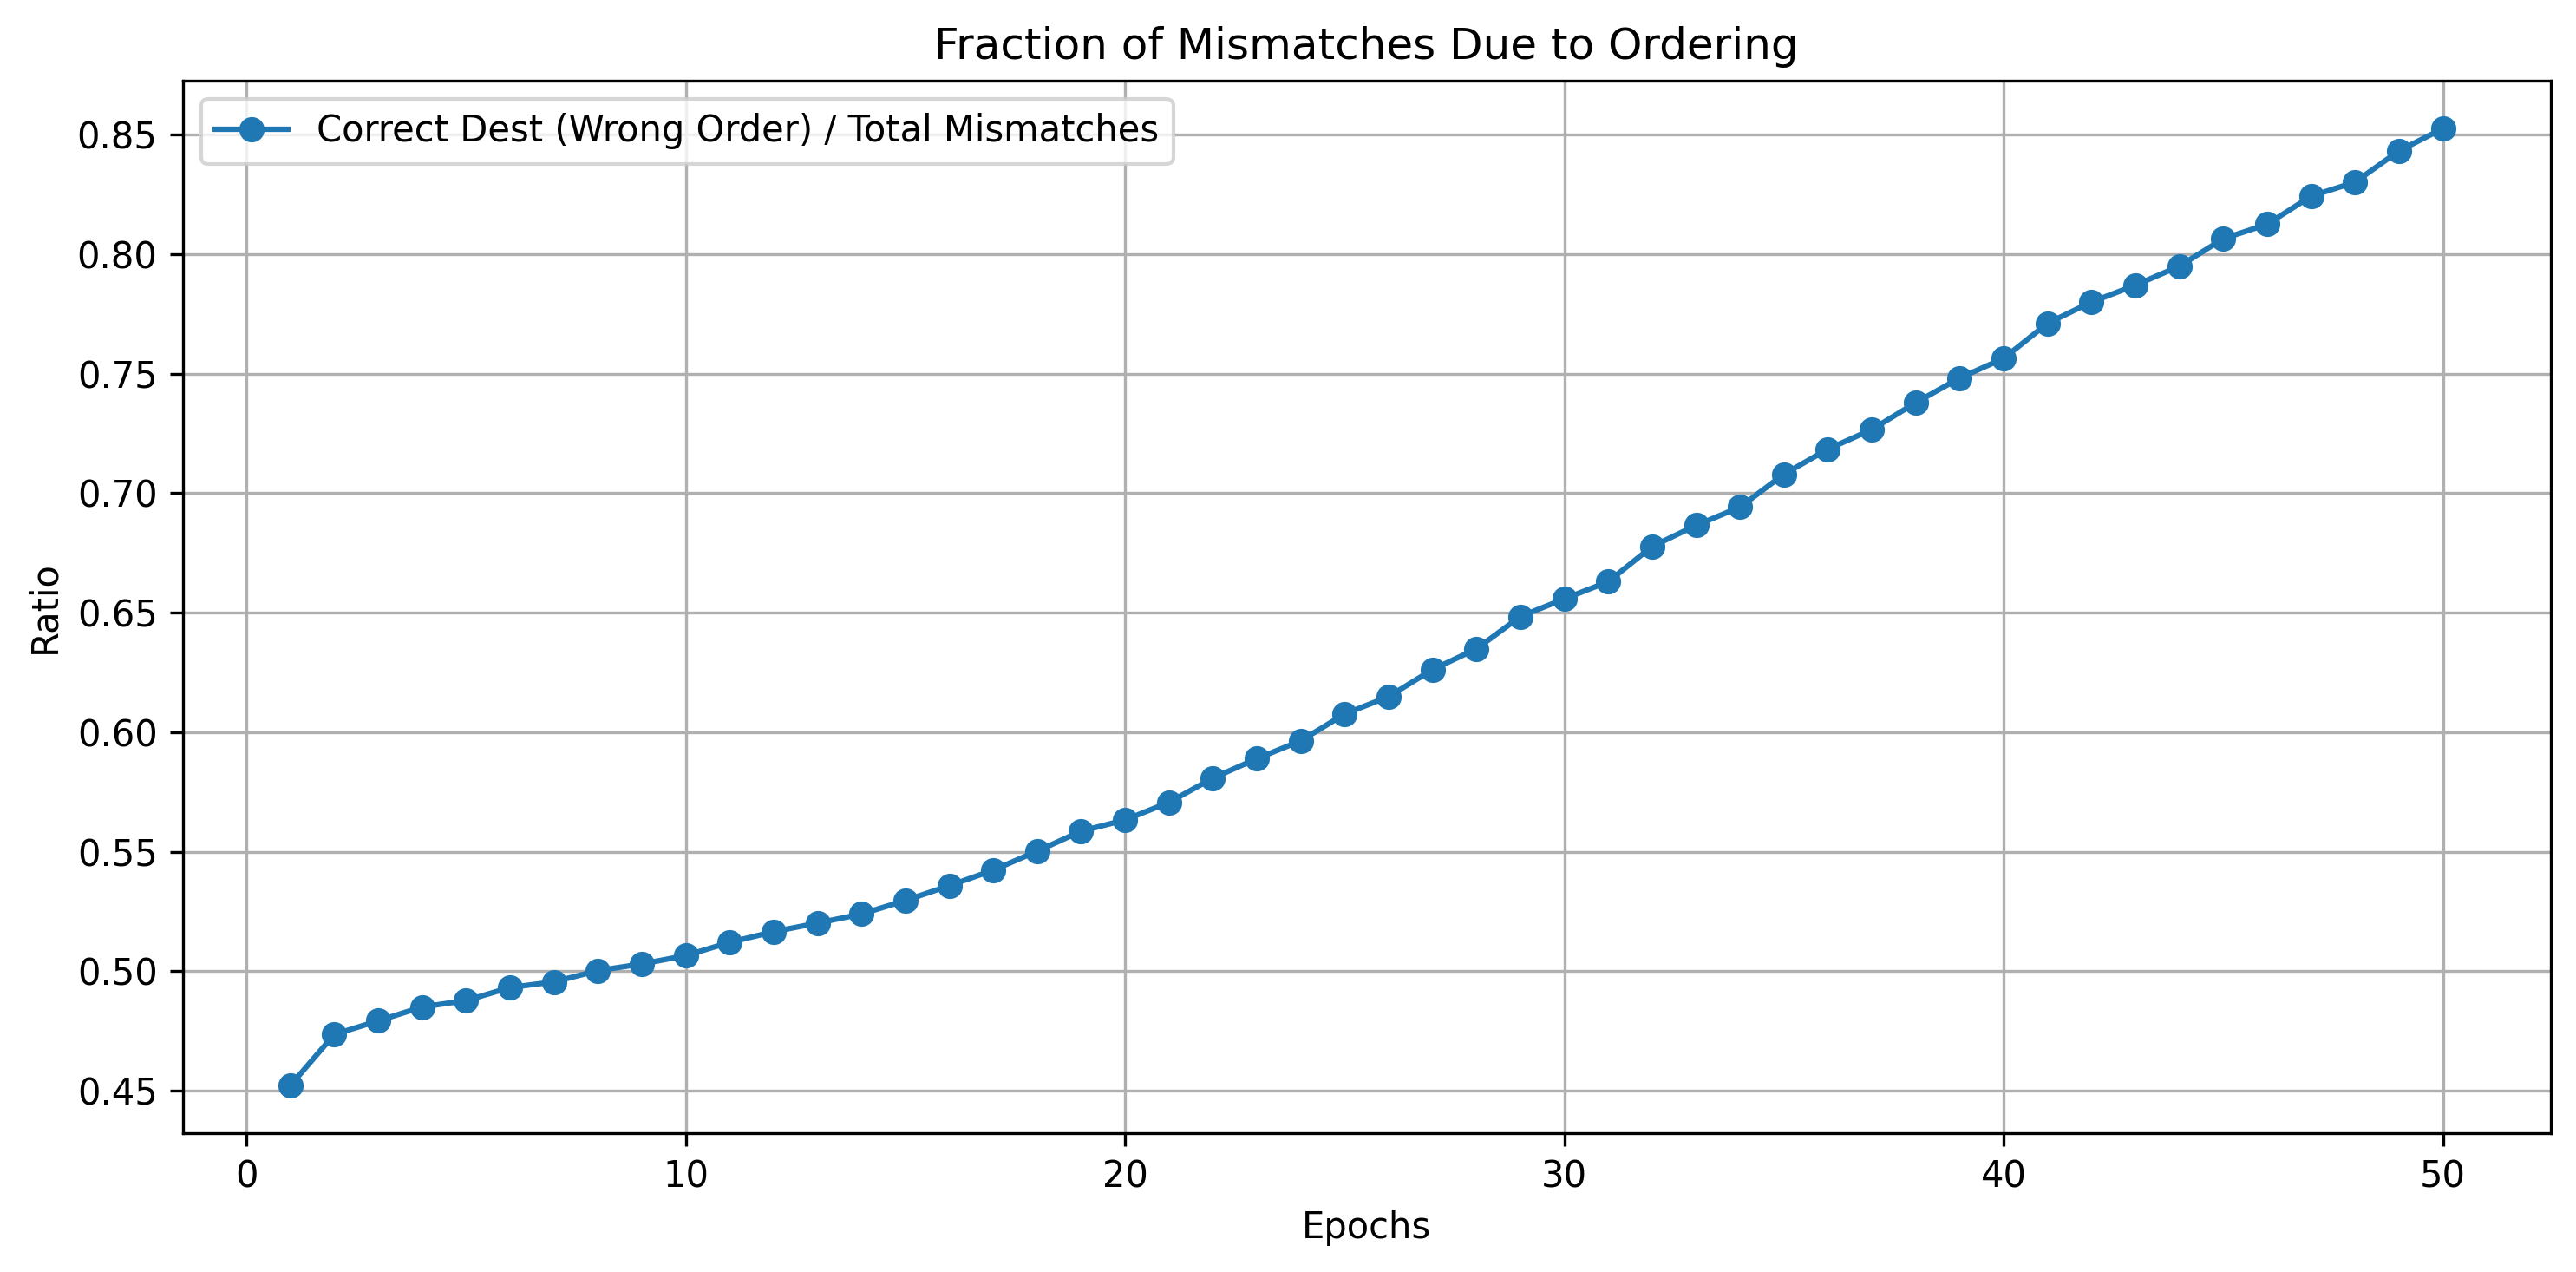 Fraction of Mismatches Due to Ordering
Correct Dest (Wrong Order) / Total Mismatches
0.85
0.80
0.75
0.70
0.65
0.60
0.55
0.50
0.45
Ratio
0 10 20 30 40 50
Epochs